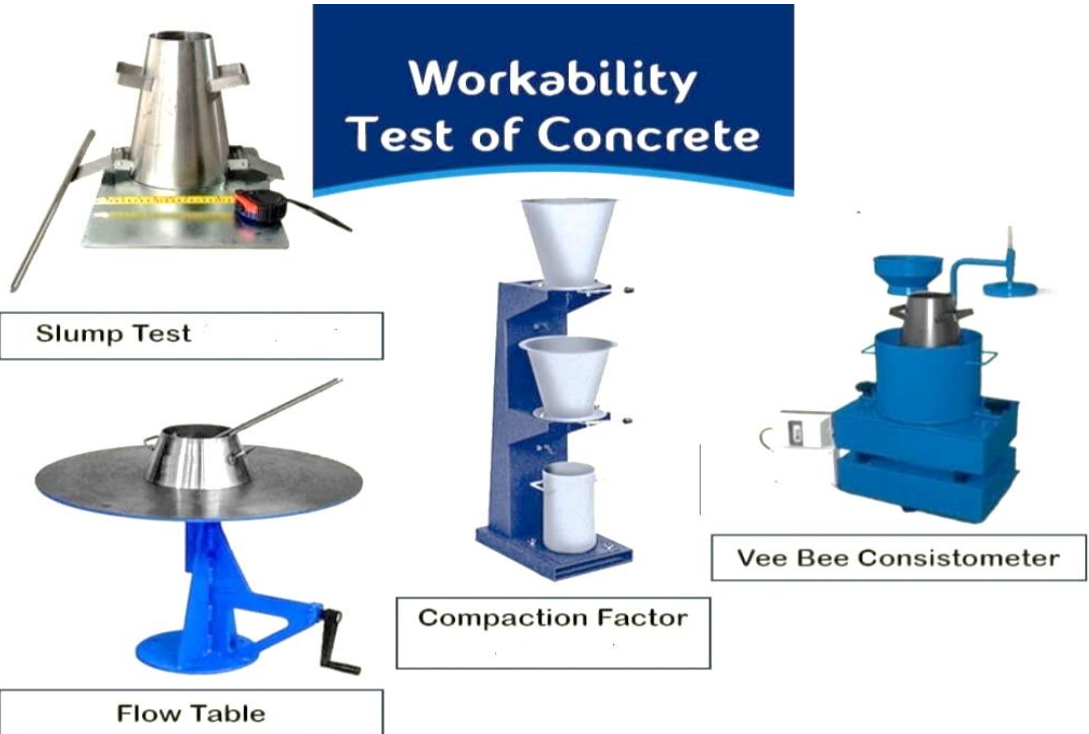 Workability
Test of Concrete
Slump Test
Compaction Factor
Vee Bee Consistometer
Flow Table